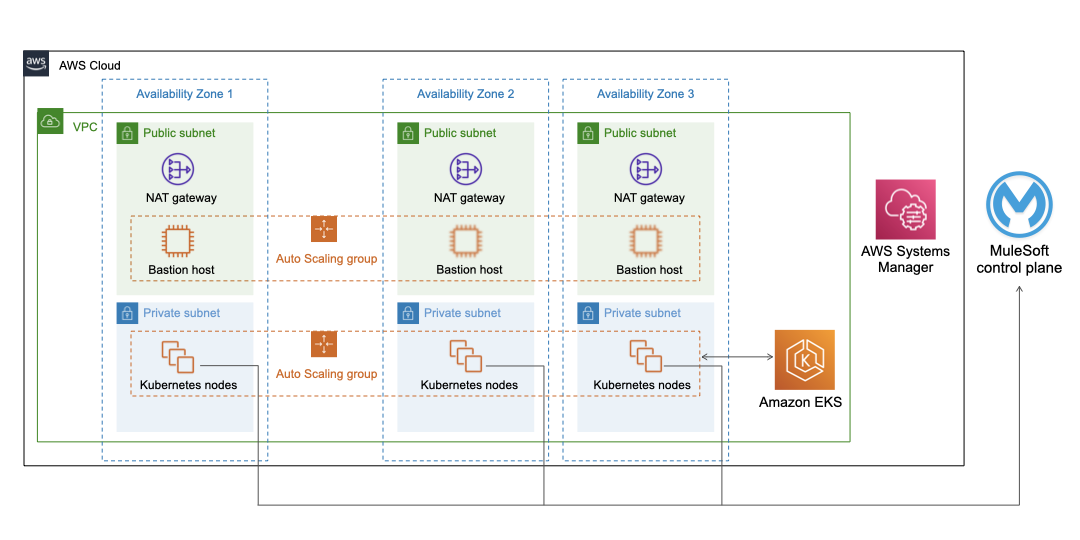 aws
AWS Cloud
Availability Zone 1
Availability Zone 2
Availability Zone 3
VPC
Public subnet
Public subnet
Public subnet
NAT gateway
NAT gateway
NAT gateway
Auto Scaling group
Bastion host
Bastion host
Bastion host
AWS Systems
Manager
MuleSoft
control plane
Private subnet
Private subnet
Private subnet
Auto Scaling group
Kubernetes nodes
Kubernetes nodes
Kubernetes nodes
K
Amazon EKS